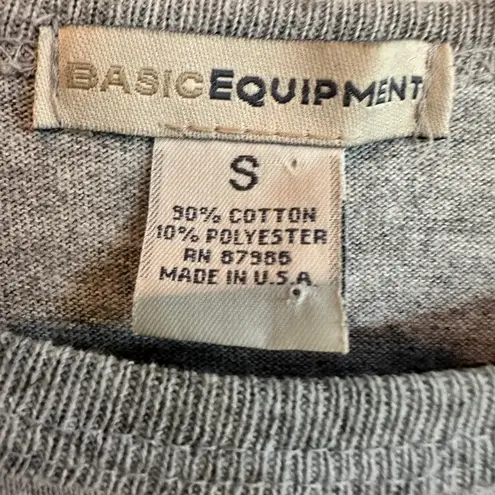 BASICEQUIPMENT
S
90% COTTON
10% POLYESTER
RN 87985
MADE IN U.S.A.